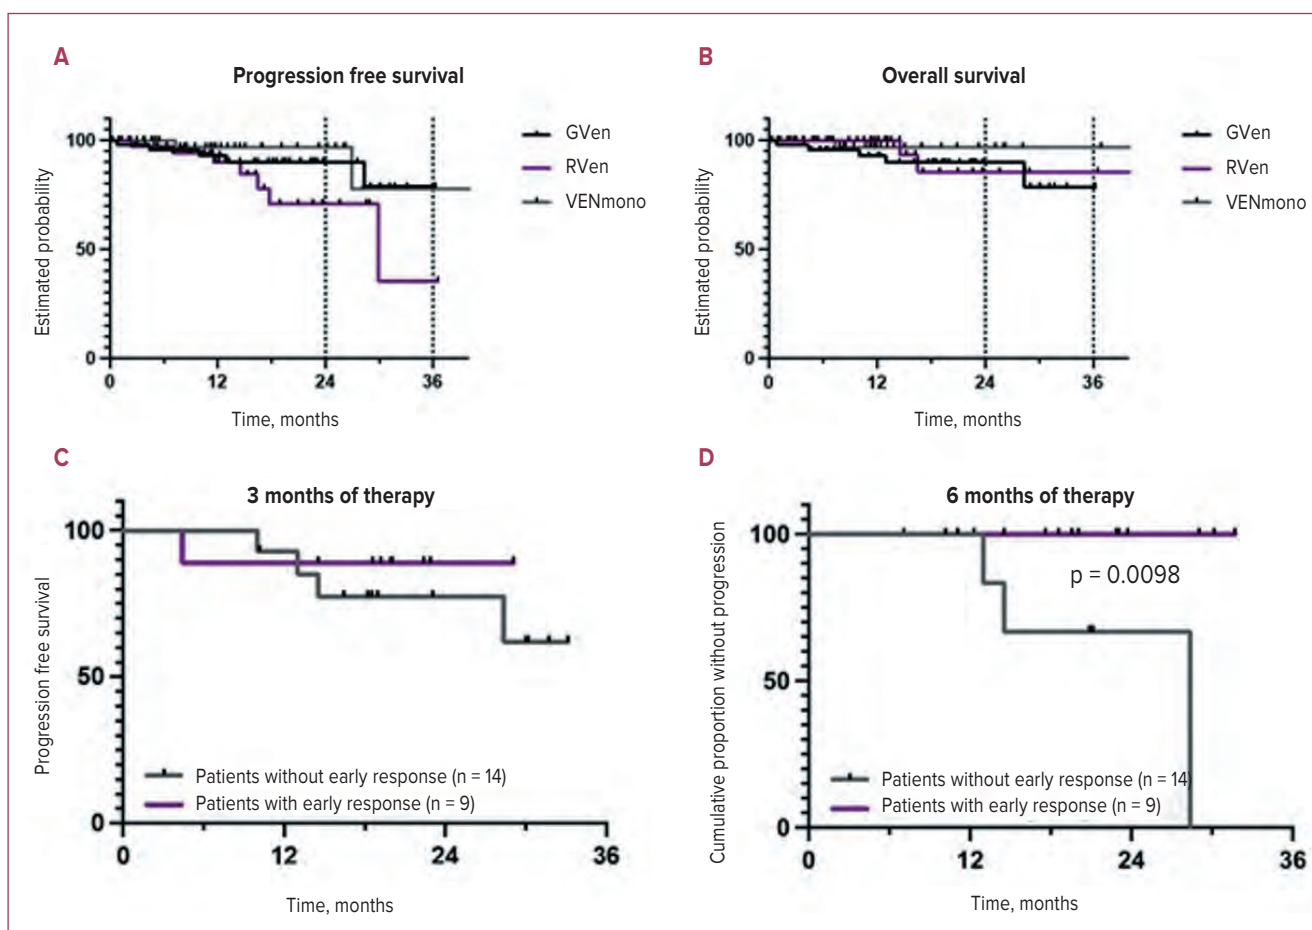 A
Progression free survival
Estimated probability
100
50
0
0 12 24 36
Time, months
GVen
RVen
VENmono
B
Overall survival
Estimated probability
100
50
0
0 12 24 36
Time, months
GVen
RVen
VENmono
C
3 months of therapy
Progression free survival
100
50
0
Patients without early response (n = 14)
Patients with early response (n = 9)
0 12 24 36
Time, months
D
6 months of therapy
Cumulative proportion without progression
100
p = 0.0098
50
0
Patients without early response (n = 14)
Patients with early response (n = 9)
0 12 24 36
Time, months